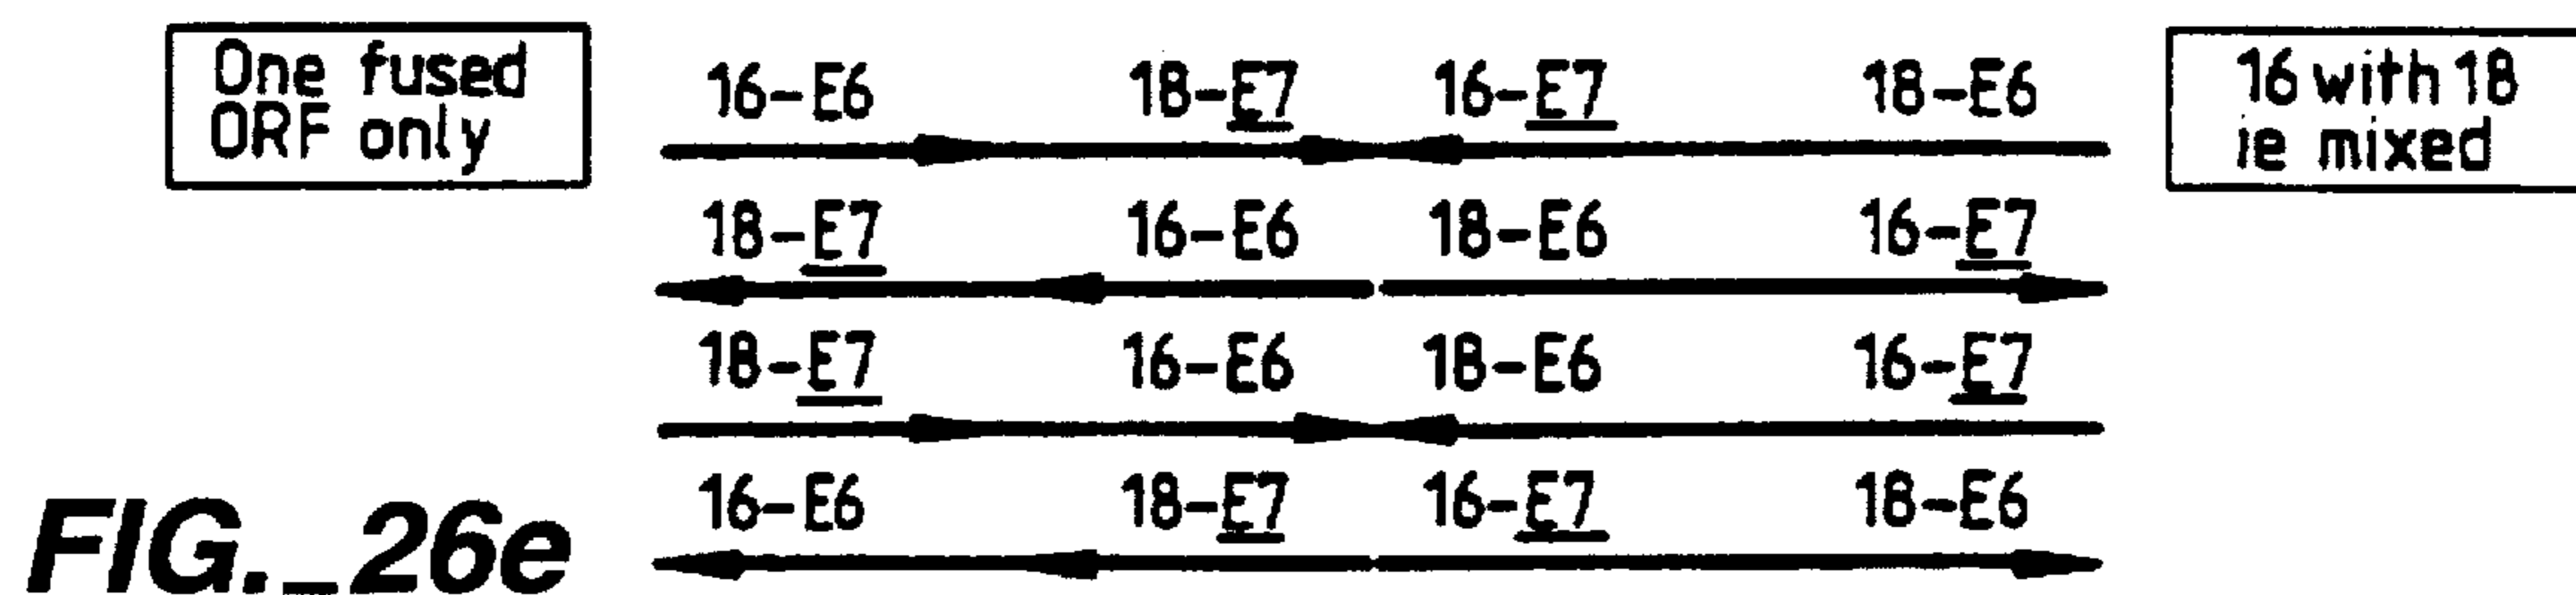 One fused
ORF only
16-E6 18-E7 16-E7 18-E6
16 with 18
ie mixed
18-E7 16-E6 18-E6 16-E7
18-E7 16-E6 18-E6 16-E7
16-E6 18-E7 16-E7 18-E6
FIG._26e